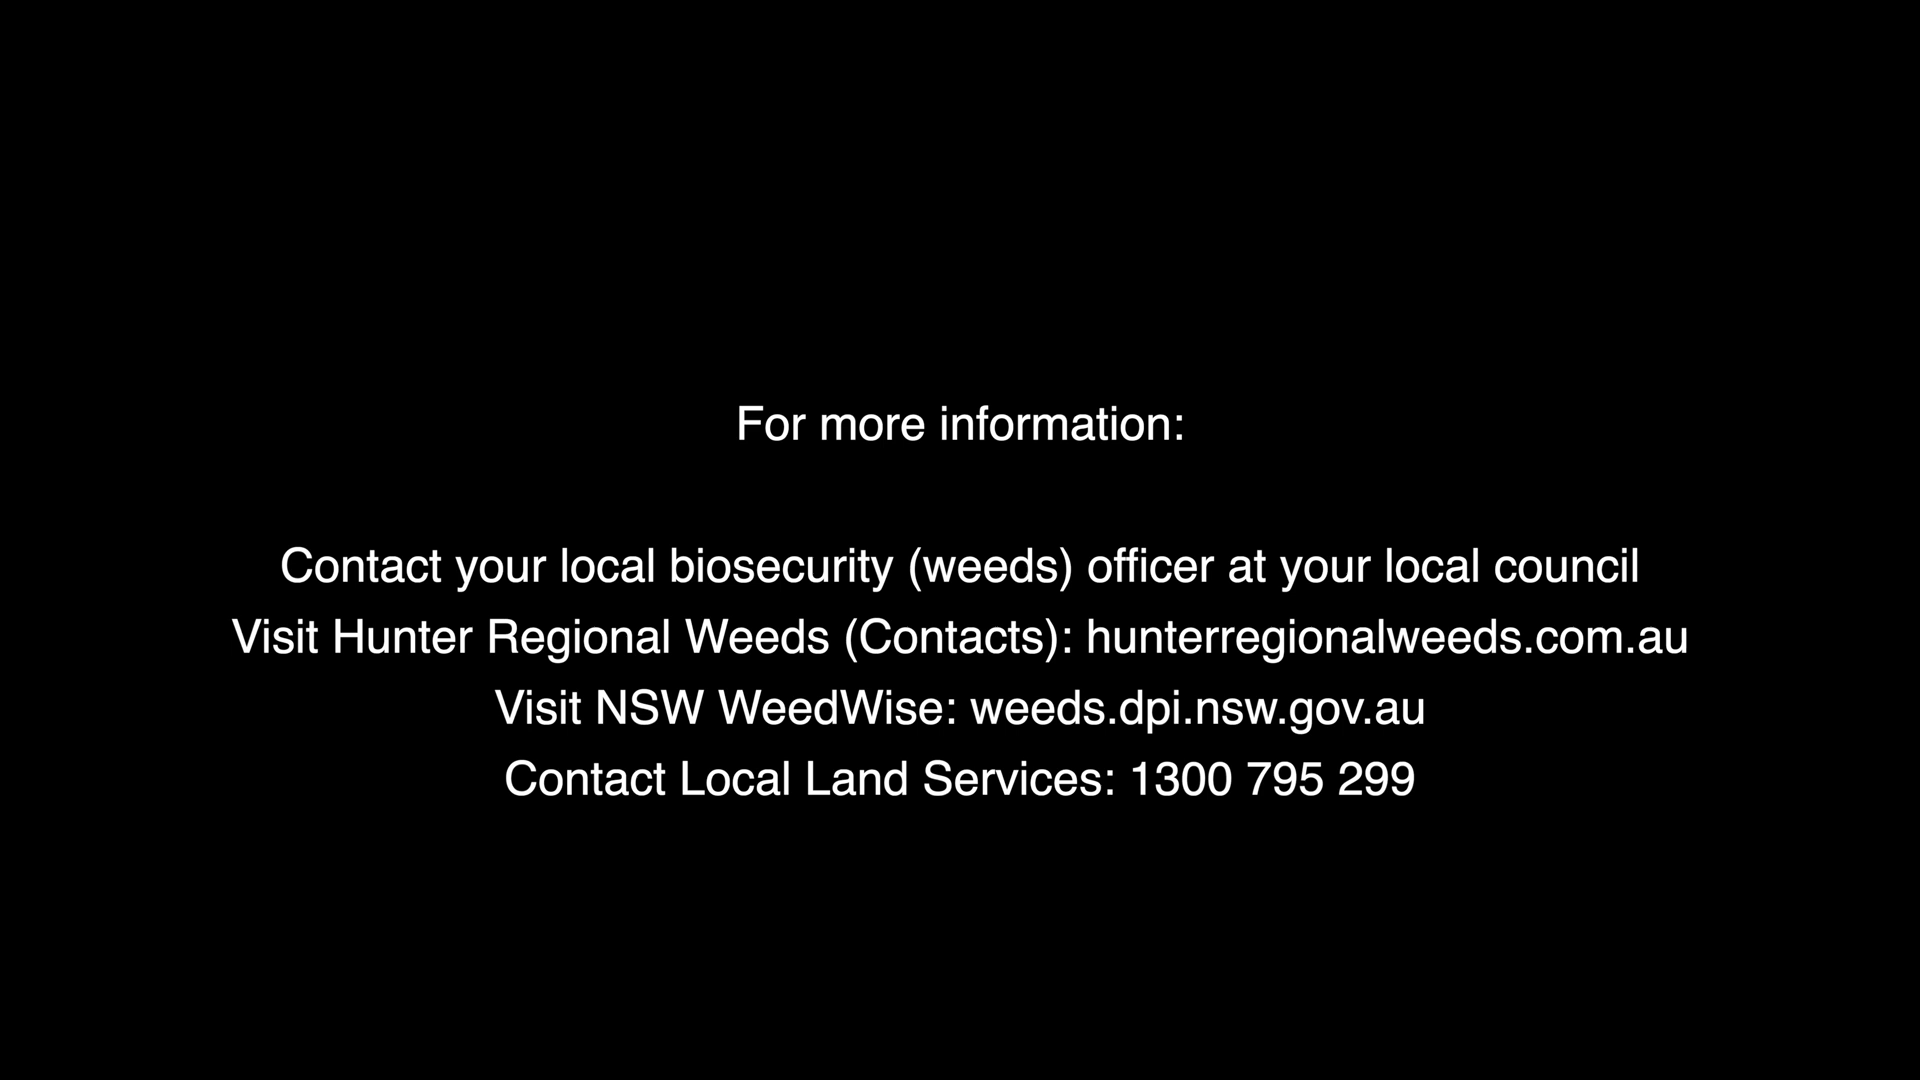 For more information:
Contact your local biosecurity (weeds) officer at your local council
Visit Hunter Regional Weeds (Contacts): hunterregionalweeds.com.au
Visit NSW WeedWise: weeds.dpi.nsw.gov.au
Contact Local Land Services: 1300 795 299